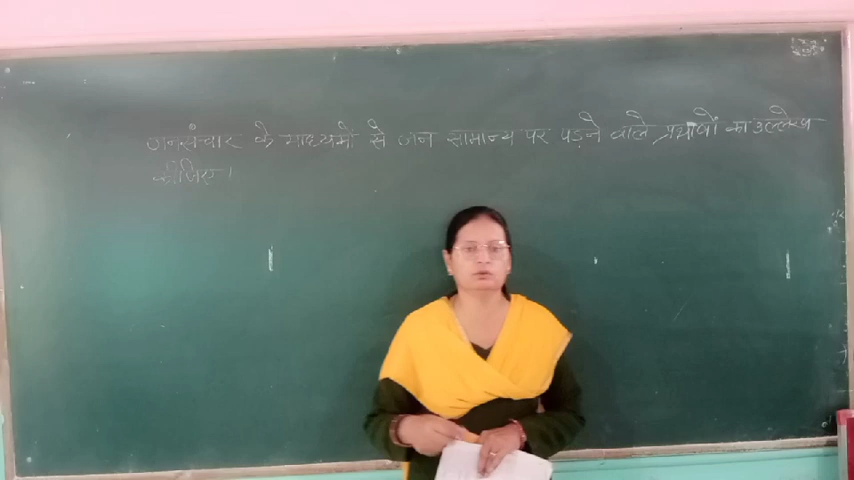 जनसंचार के माध्यमों से जन सामान्य पर पड़ने वाले प्रभावों का उल्लेख
कीजिए।